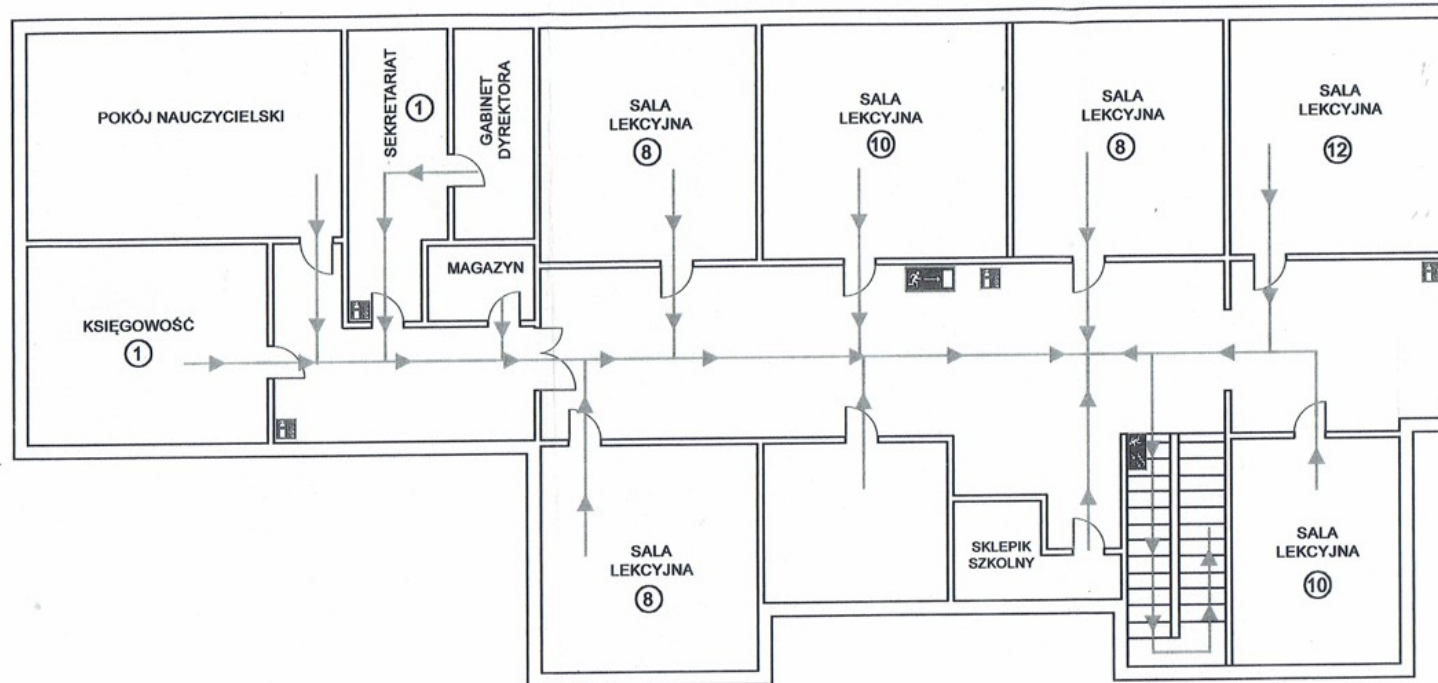 POKÓJ NAUCZYCIELSKI
SEKRETARIAT
1
GABINET
DYREKTORA
SALA
LEKCYJNA
8
SALA
LEKCYJNA
10
SALA
LEKCYJNA
8
SALA
LEKCYJNA
12
MAGAZYN
KSIĘGOWOŚĆ
1
SALA
LEKCYJNA
8
SKLEPIK
SZKOLNY
SALA
LEKCYJNA
10